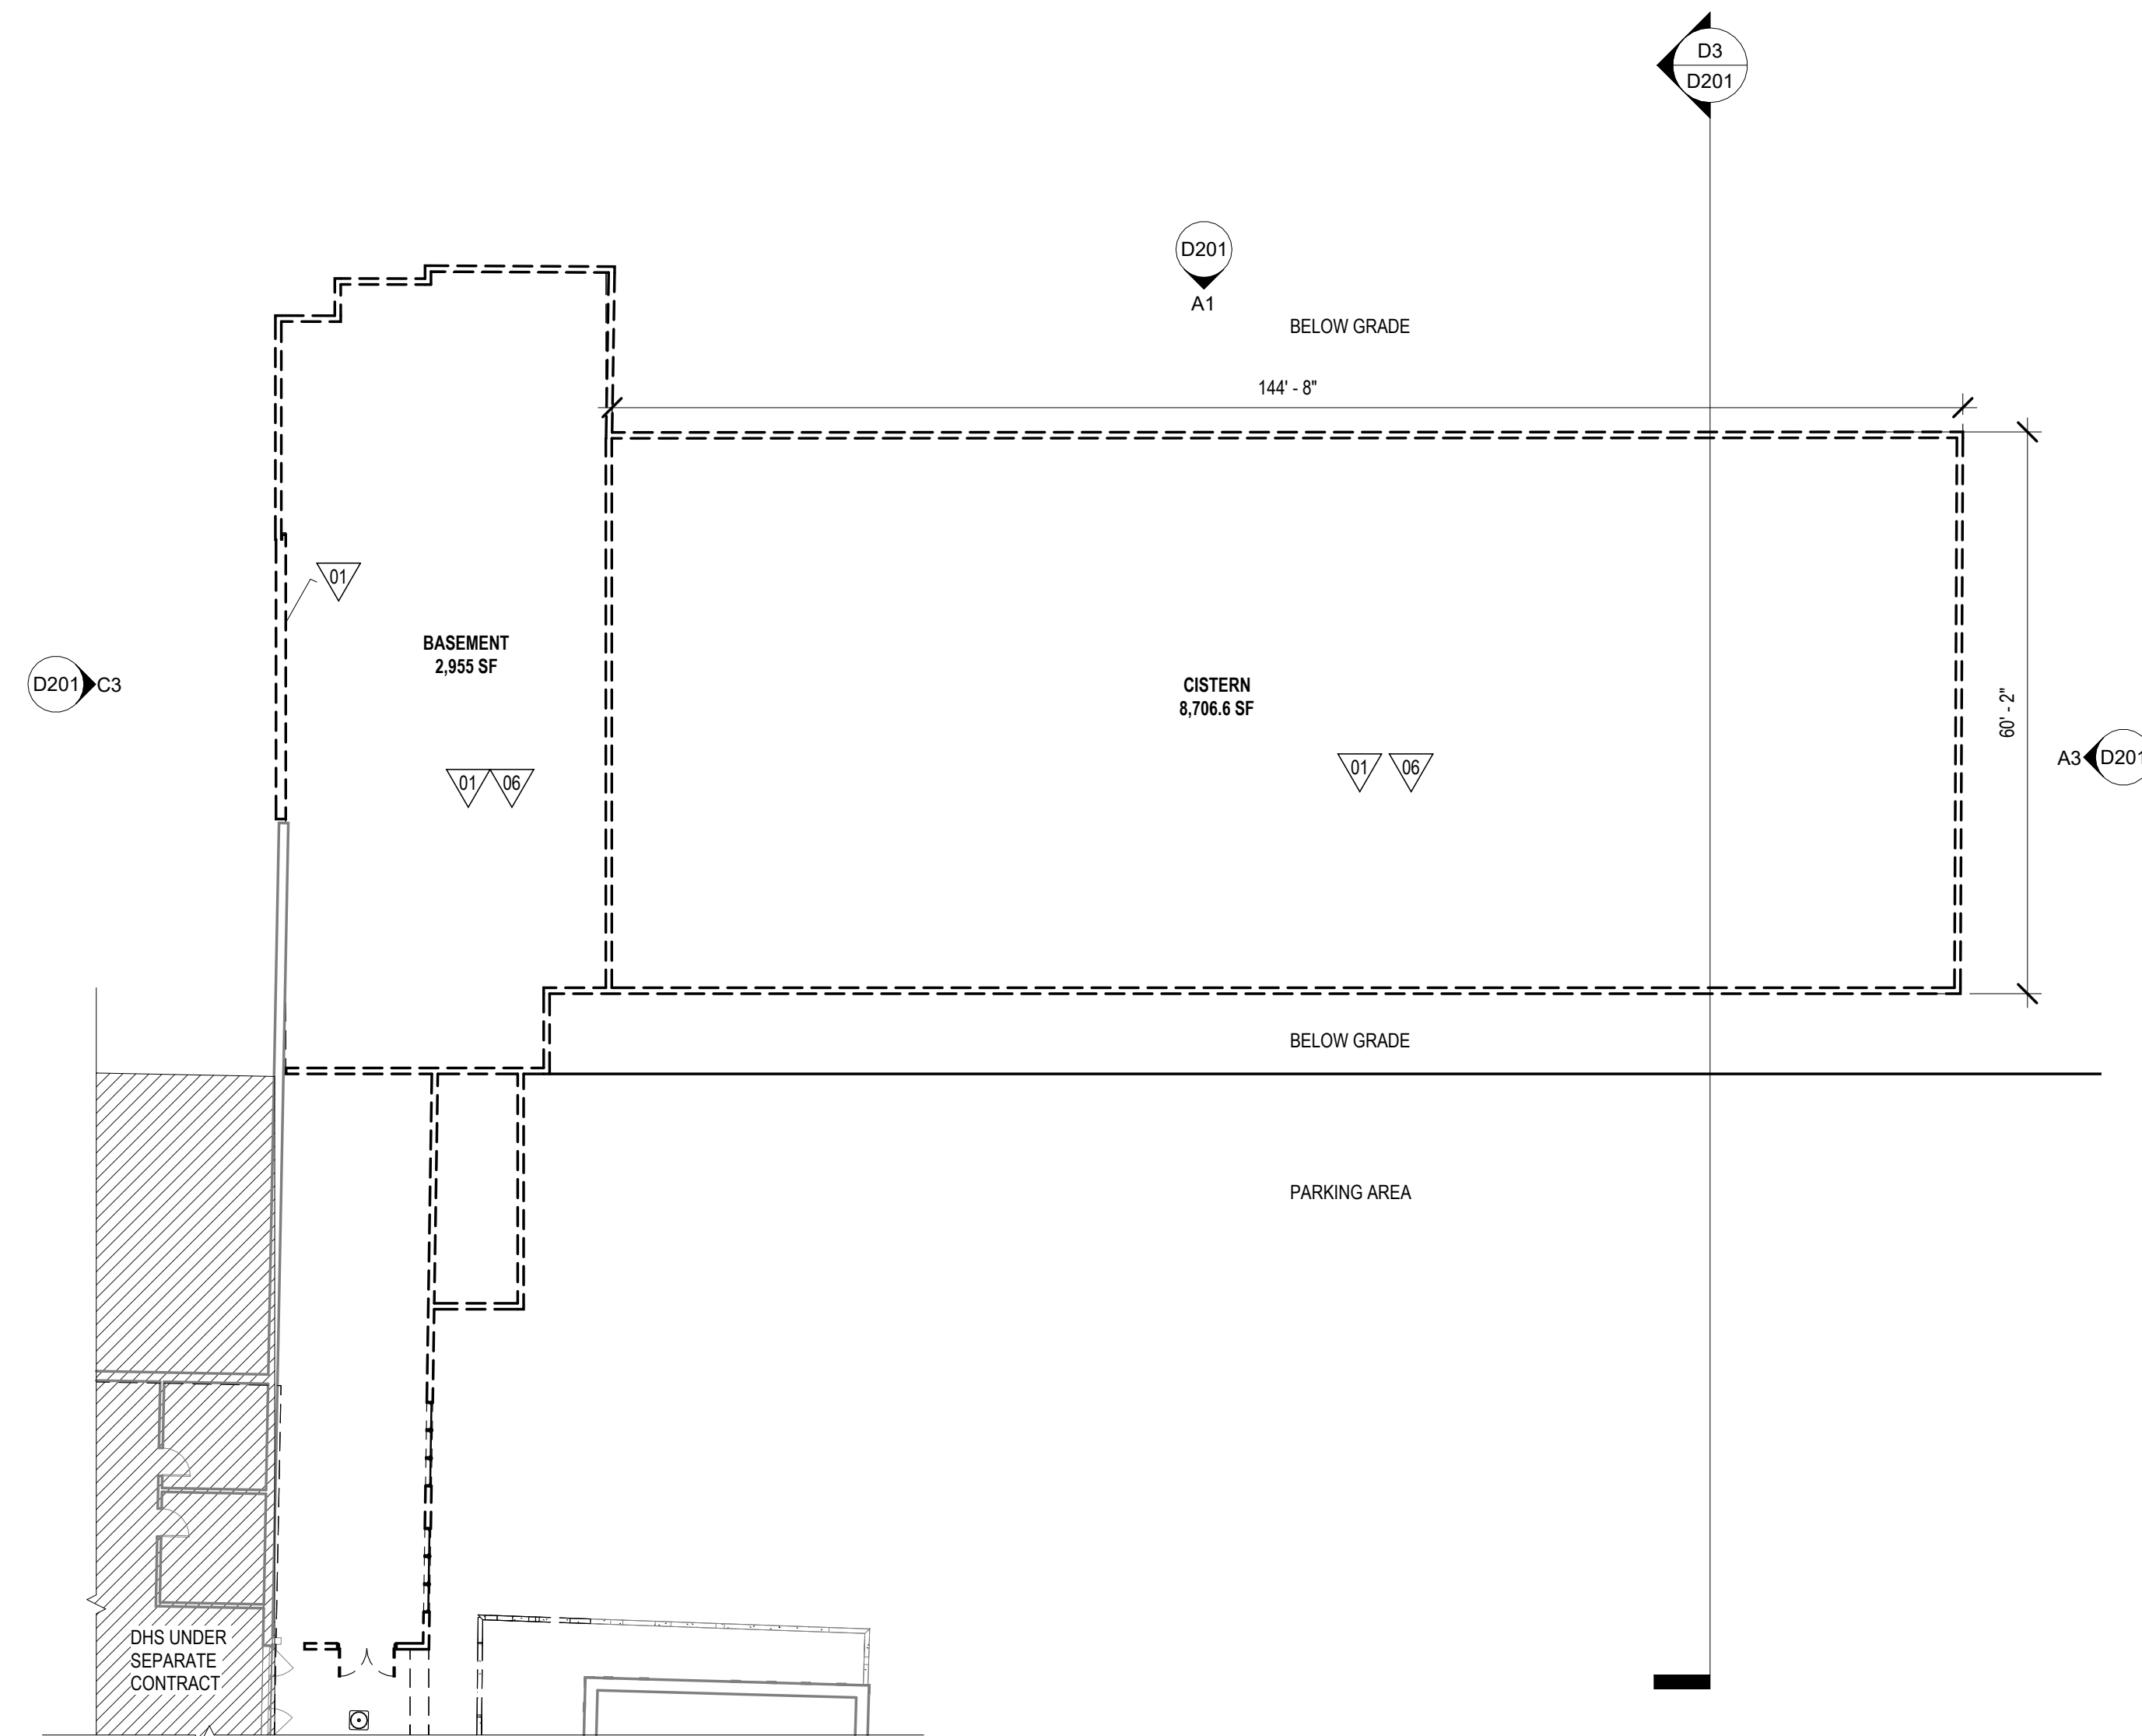 D3
D201
D201
A1
BELOW GRADE
144' - 8"
01
BASEMENT
2,955 SF
D201
C3
CISTERN
8,706.6 SF
60' - 2"
01
06
01
06
A3
D201
BELOW GRADE
PARKING AREA
DHS UNDER
SEPARATE
CONTRACT